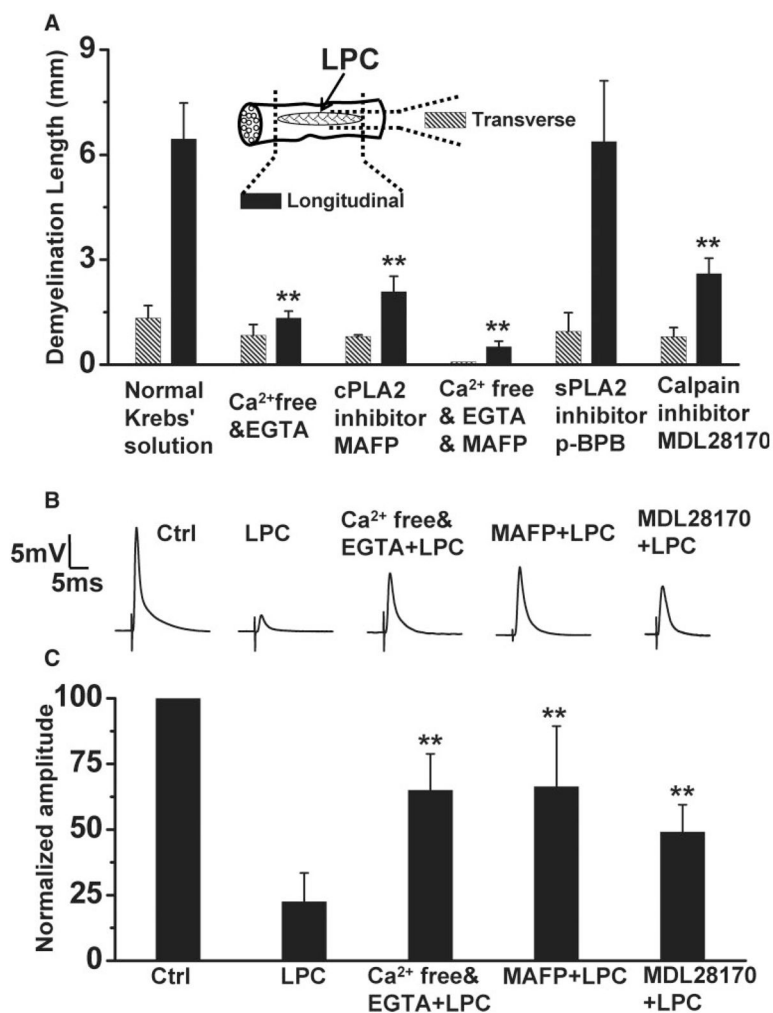 A
Demyelination Length (mm)
9
6
3
0
LPC
Transverse
Longitudinal
**
**
**
**
Normal
Krebs'
solution
Ca²⁺free
&EGTA
cPLA2
inhibitor
MAFP
Ca²⁺ free
& EGTA
& MAFP
sPLA2
inhibitor
p-BPB
Calpain
inhibitor
MDL28170
B
5mV
5ms
Ctrl
LPC
Ca²⁺ free&
EGTA+LPC
MAFP+LPC
MDL28170
+LPC
C
Normalized amplitude
100
75
50
25
0
**
**
**
Ctrl
LPC
Ca²⁺ free&
EGTA+LPC
MAFP+LPC
MDL28170
+LPC